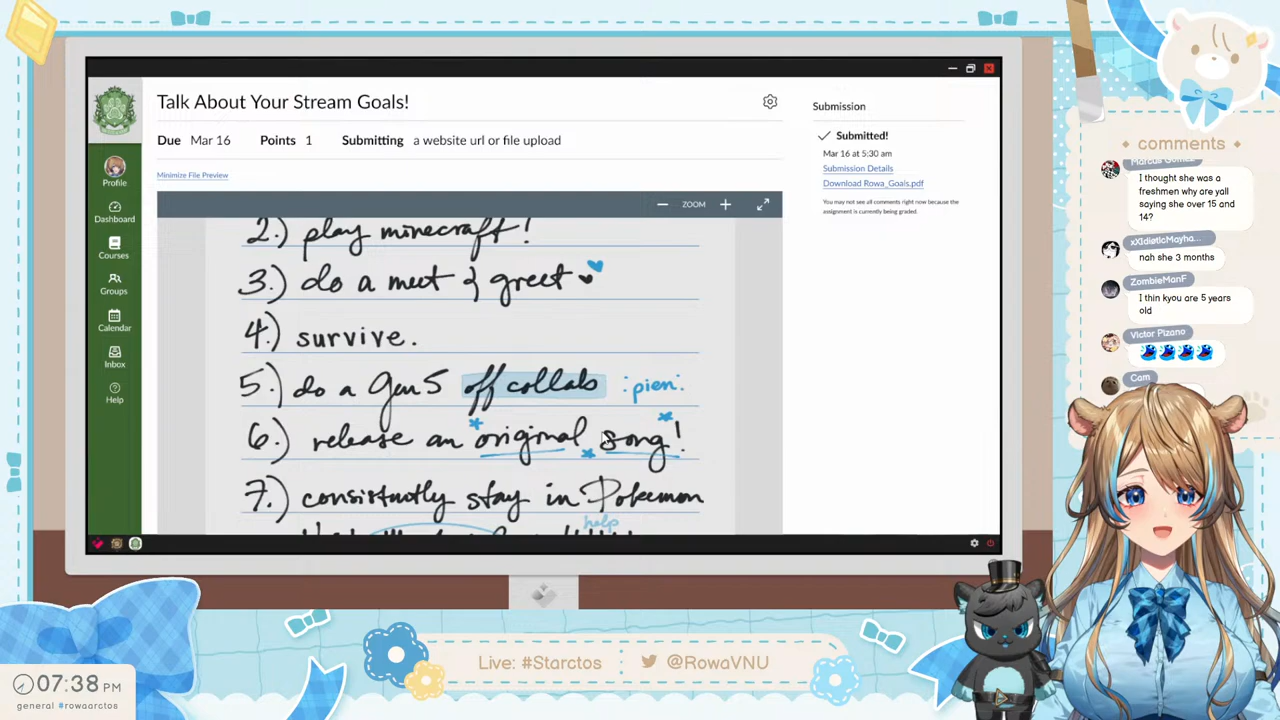 Talk About Your Stream Goals!
Due Mar 16 Points 1 Submitting a website url or file upload
Minimize File Preview
ZOOM
2.) play minecraft!
3.) do a meet & greet
4.) survive.
5.) do a Gen 5 off collab :pien:
6.) release an original song!
7.) consistently stay in Pokemon
help
Submission
Submitted!
Mar 16 at 5:30 am
Submission Details
Download Rowa_Goals.pdf
You may not see all comments right now because the
assignment is currently being graded.
Profile
Dashboard
Courses
Groups
Calendar
Inbox
Help
comments
Marcus Gomez
I thought she was a
freshmen why are yall
saying she over 15 and
14?
xXIdiøticMayha...
nah she 3 months
ZombieManF
I thin kyou are 5 years
old
Victor Pizano
Cam
07:38 PM
general #rowaarctos
Live: #Starctos
@RowaVNU